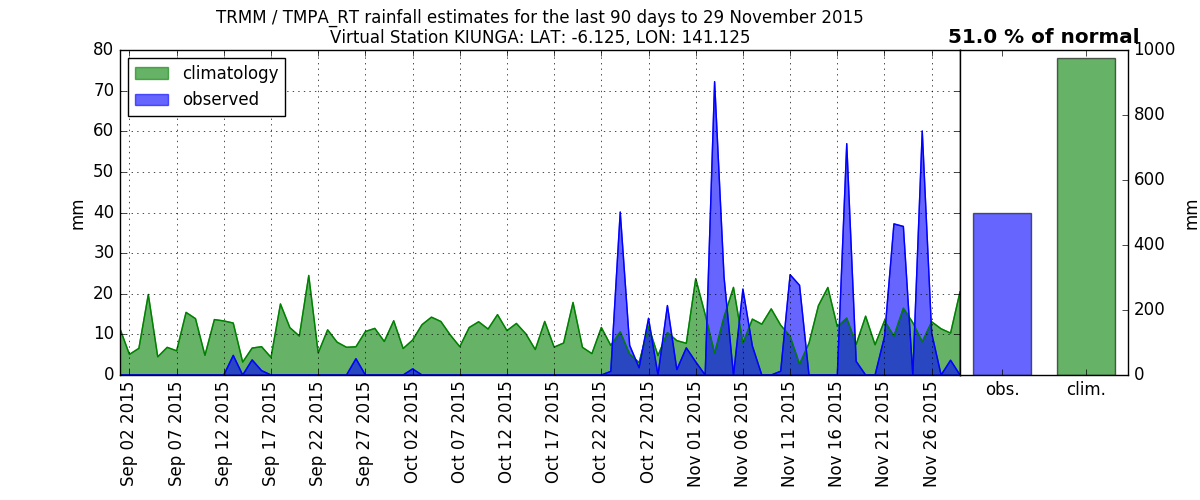 TRMM / TMPA_RT rainfall estimates for the last 90 days to 29 November 2015
Virtual Station KIUNGA: LAT: -6.125, LON: 141.125
51.0 % of normal
climatology
observed
mm
80
70
60
50
40
30
20
10
0
Sep 02 2015
Sep 07 2015
Sep 12 2015
Sep 17 2015
Sep 22 2015
Sep 27 2015
Oct 02 2015
Oct 07 2015
Oct 12 2015
Oct 17 2015
Oct 22 2015
Oct 27 2015
Nov 01 2015
Nov 06 2015
Nov 11 2015
Nov 16 2015
Nov 21 2015
Nov 26 2015
obs.
clim.
1000
800
600
400
200
0
mm